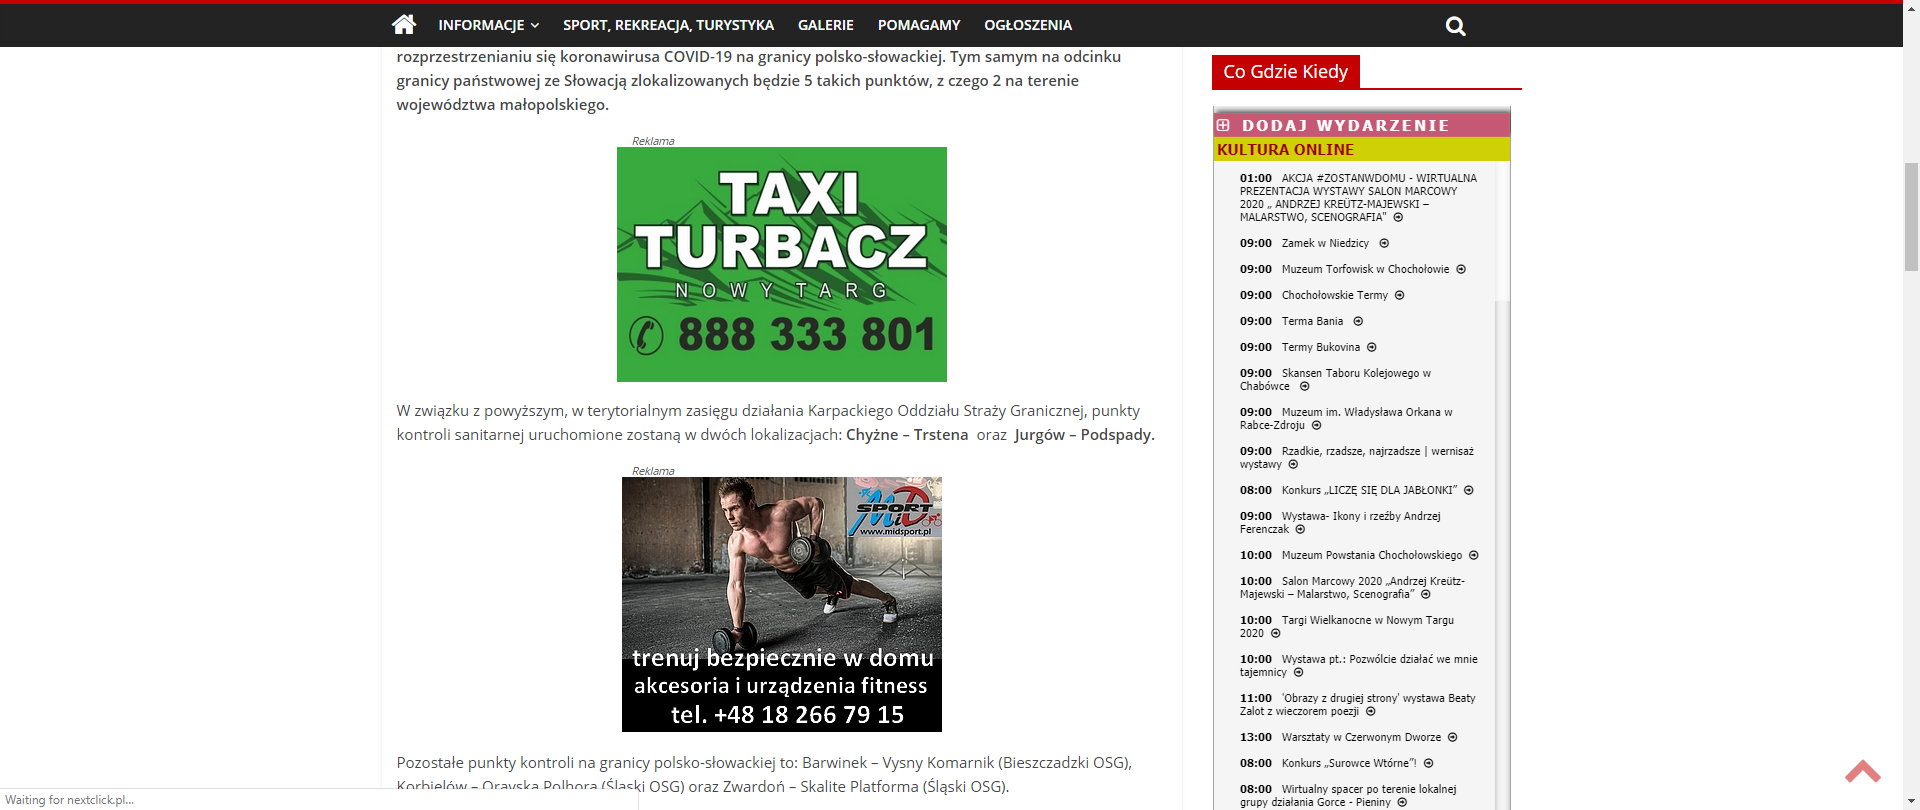 INFORMACJE
SPORT, REKREACJA, TURYSTYKA
GALERIE
POMAGAMY
OGŁOSZENIA
rozprzestrzenianiu się koronawirusa COVID-19 na granicy polsko-słowackiej. Tym samym na odcinku
granicy państwowej ze Słowacją zlokalizowanych będzie 5 takich punktów, z czego 2 na terenie
województwa małopolskiego.
Reklama
TAXI
TURBACZ
NOWY TARG
888 333 801
W związku z powyższym, w terytorialnym zasięgu działania Karpackiego Oddziału Straży Granicznej, punkty
kontroli sanitarnej uruchomione zostaną w dwóch lokalizacjach: Chyżne – Trstena oraz Jurgów – Podspady.
Reklama
MiD
SPORT
www.midsport.pl
trenuj bezpiecznie w domu
akcesoria i urządzenia fitness
tel. +48 18 266 79 15
Pozostałe punkty kontroli na granicy polsko-słowackiej to: Barwinek – Vysny Komarnik (Bieszczadzki OSG),
Korbielów – Oravska Polhora (Śląski OSG) oraz Zwardoń – Skalite Platforma (Śląski OSG).
Waiting for nextclick.pl...
Co Gdzie Kiedy
DODAJ WYDARZENIE
KULTURA ONLINE
01:00 AKCJA #ZOSTANWDOMU - WIRTUALNA
PREZENTACJA WYSTAWY SALON MARCOWY
2020 „ ANDRZEJ KREÜTZ-MAJEWSKI –
MALARSTWO, SCENOGRAFIA"
09:00 Zamek w Niedzicy
09:00 Muzeum Torfowisk w Chochołowie
09:00 Chochołowskie Termy
09:00 Terma Bania
09:00 Termy Bukovina
09:00 Skansen Taboru Kolejowego w
Chabówce
09:00 Muzeum im. Władysława Orkana w
Rabce-Zdroju
09:00 Rzadkie, rzadsze, najrzadsze | wernisaż
wystawy
08:00 Konkurs „LICZĘ SIĘ DLA JABŁONKI”
09:00 Wystawa- Ikony i rzeźby Andrzej
Ferenczak
10:00 Muzeum Powstania Chochołowskiego
10:00 Salon Marcowy 2020 „Andrzej Kreütz-
Majewski – Malarstwo, Scenografia”
10:00 Targi Wielkanocne w Nowym Targu
2020
10:00 Wystawa pt.: Pozwólcie działać we mnie
tajemnicy
11:00 'Obrazy z drugiej strony' wystawa Beaty
Zalot z wieczorem poezji
13:00 Warsztaty w Czerwonym Dworze
08:00 Konkurs „Surowce Wtórne”!
08:00 Wirtualny spacer po terenie lokalnej
grupy działania Gorce - Pieniny